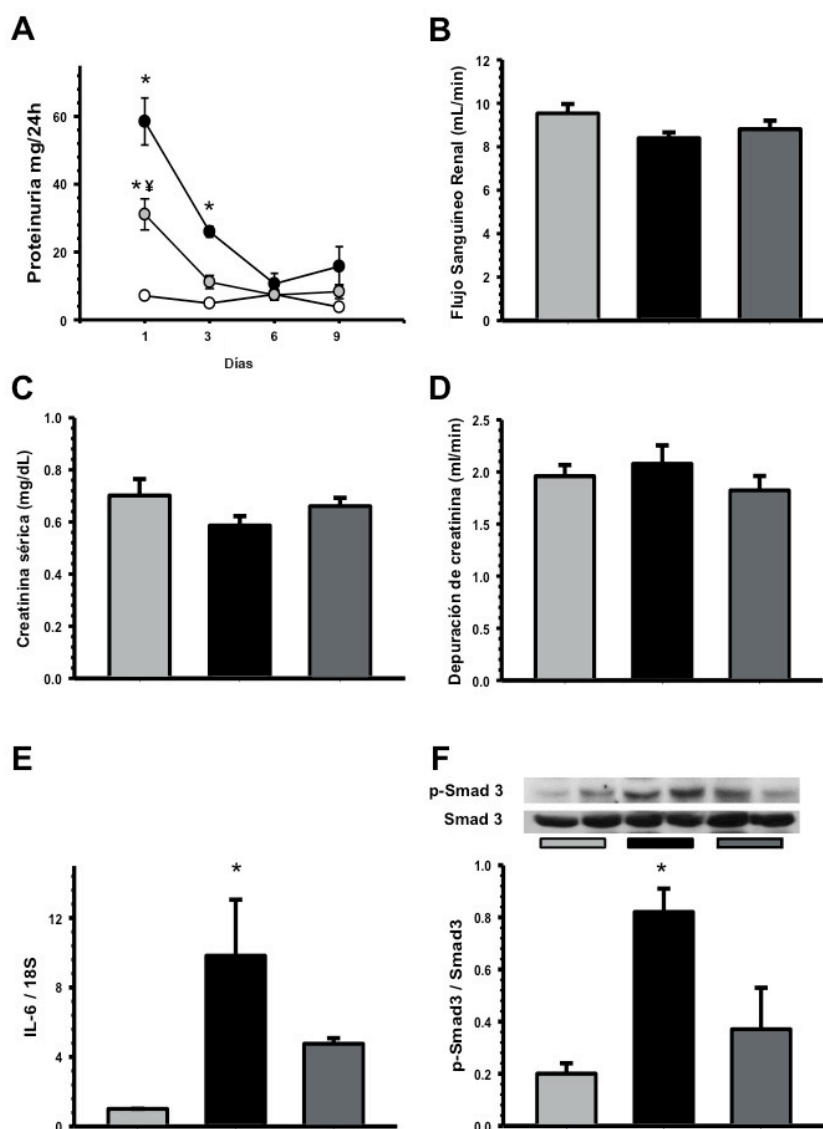 A
Proteinuria mg/24h
60
40
20
0
*
* ¥
*
1 3 6 9
Días
B
Flujo Sanguíneo Renal (mL/min)
12
10
8
6
4
2
0
C
Creatinina sérica (mg/dL)
1.0
0.8
0.6
0.4
0.2
0.0
D
Depuración de creatinina (ml/min)
2.5
2.0
1.5
1.0
0.5
0.0
E
IL-6 / 18S
12
8
4
0
*
F
p-Smad 3
Smad 3
p-Smad3 / Smad3
1.0
0.8
0.6
0.4
0.2
0.0
*